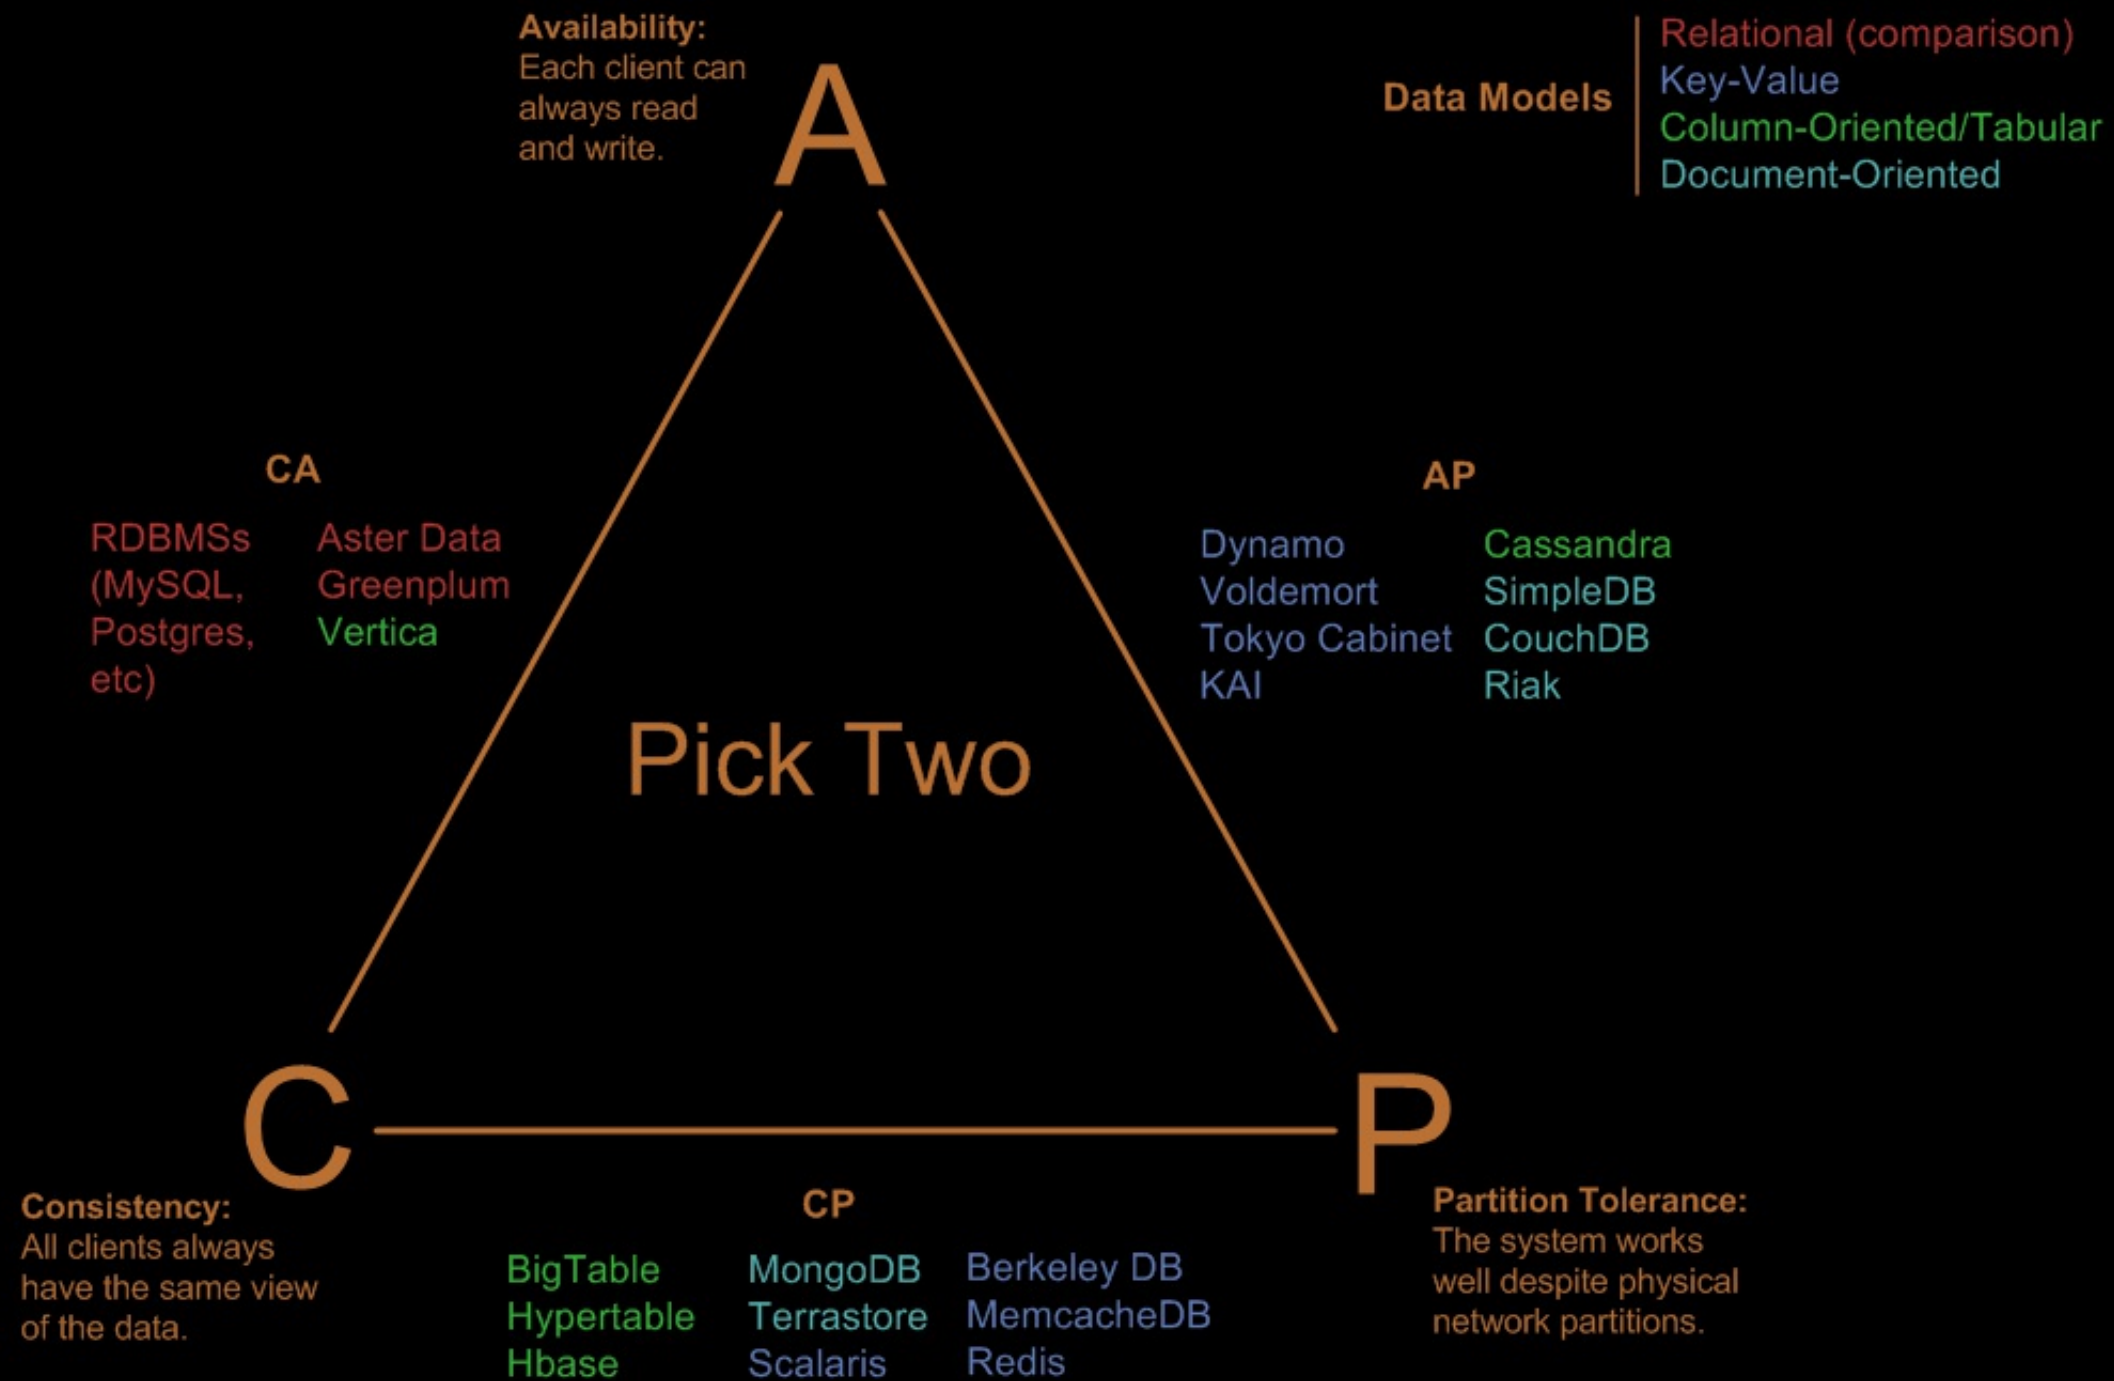 Availability:
Each client can
always read
and write.
A
Data Models
Relational (comparison)
Key-Value
Column-Oriented/Tabular
Document-Oriented
CA
RDBMSs
(MySQL,
Postgres,
etc)
Aster Data
Greenplum
Vertica
AP
Dynamo
Voldemort
Tokyo Cabinet
KAI
Cassandra
SimpleDB
CouchDB
Riak
Pick Two
C
Consistency:
All clients always
have the same view
of the data.
CP
BigTable
Hypertable
Hbase
MongoDB
Terrastore
Scalaris
Berkeley DB
MemcacheDB
Redis
P
Partition Tolerance:
The system works
well despite physical
network partitions.